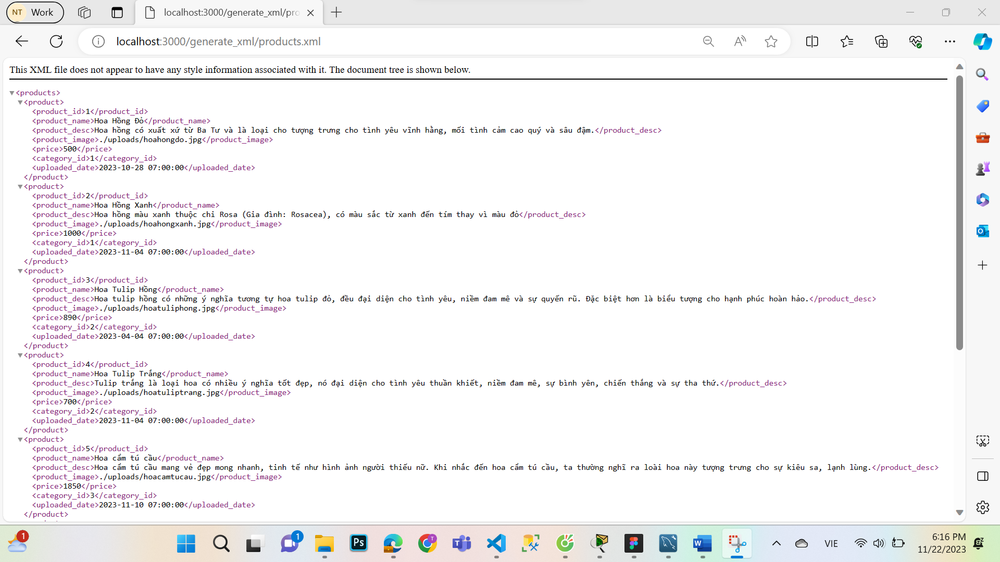 NT Work localhost:3000/generate_xml/pro
localhost:3000/generate_xml/products.xml
This XML file does not appear to have any style information associated with it. The document tree is shown below.
<products>
<product>
<product_id>1</product_id>
<product_name>Hoa Hồng Đỏ</product_name>
<product_desc>Hoa hồng có xuất xứ từ Ba Tư và là loại cho tượng trưng cho tình yêu vĩnh hằng, mối tình cảm cao quý và sâu đậm.</product_desc>
<product_image>./uploads/hoahongdo.jpg</product_image>
<price>500</price>
<category_id>1</category_id>
<uploaded_date>2023-10-28 07:00:00</uploaded_date>
</product>
<product>
<product_id>2</product_id>
<product_name>Hoa Hồng Xanh</product_name>
<product_desc>Hoa hồng màu xanh thuộc chi Rosa (Gia đình: Rosacea), có màu sắc từ xanh đến tím thay vì màu đỏ</product_desc>
<product_image>./uploads/hoahongxanh.jpg</product_image>
<price>1000</price>
<category_id>1</category_id>
<uploaded_date>2023-11-04 07:00:00</uploaded_date>
</product>
<product>
<product_id>3</product_id>
<product_name>Hoa Tulip Hồng</product_name>
<product_desc>Hoa tulip hồng có những ý nghĩa tương tự hoa tulip đỏ, đều đại diện cho tình yêu, niềm đam mê và sự quyến rũ. Đặc biệt hơn là biểu tượng cho hạnh phúc hoàn hảo.</product_desc>
<product_image>./uploads/hoatuliphong.jpg</product_image>
<price>890</price>
<category_id>2</category_id>
<uploaded_date>2023-04-04 07:00:00</uploaded_date>
</product>
<product>
<product_id>4</product_id>
<product_name>Hoa Tulip Trắng</product_name>
<product_desc>Tulip trắng là loại hoa có nhiều ý nghĩa tốt đẹp, nó đại diện cho tình yêu thuần khiết, niềm đam mê, sự bình yên, chiến thắng và sự tha thứ.</product_desc>
<product_image>./uploads/hoatuliptrang.jpg</product_image>
<price>700</price>
<category_id>2</category_id>
<uploaded_date>2023-11-04 07:00:00</uploaded_date>
</product>
<product>
<product_id>5</product_id>
<product_name>Hoa cẩm tú cầu</product_name>
<product_desc>Hoa cẩm tú cầu mang vẻ đẹp mong nhanh, tinh tế như hình ảnh người thiếu nữ. Khi nhắc đến hoa cẩm tú cầu, ta thường nghĩ ra loài hoa này tượng trưng cho sự kiêu sa, lạnh lùng.</product_desc>
<product_image>./uploads/hoacamtucau.jpg</product_image>
<price>1850</price>
<category_id>3</category_id>
<uploaded_date>2023-11-10 07:00:00</uploaded_date>
</product>
1 1 Ps VIE 6:16 PM
11/22/2023